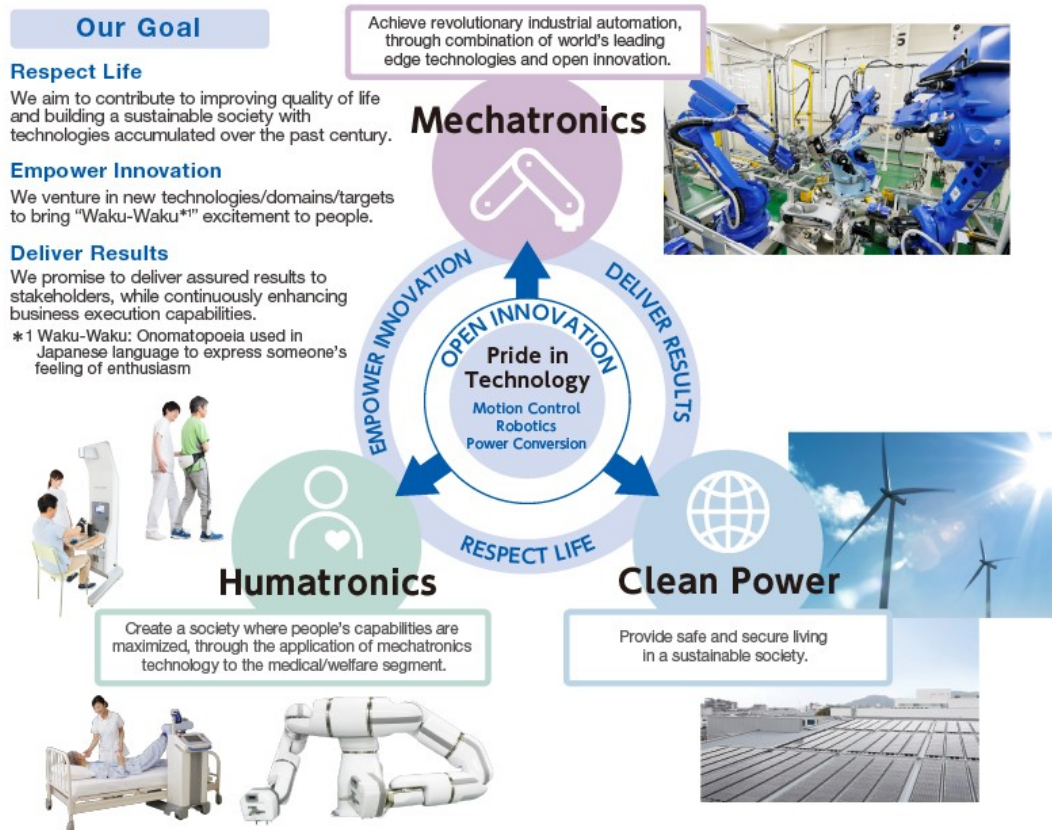 Our Goal
Respect Life
We aim to contribute to improving quality of life
and building a sustainable society with
technologies accumulated over the past century.
Empower Innovation
We venture in new technologies/domains/targets
to bring “Waku-Waku*¹” excitement to people.
Deliver Results
We promise to deliver assured results to
stakeholders, while continuously enhancing
business execution capabilities.
*1 Waku-Waku: Onomatopoeia used in
Japanese language to express someone’s
feeling of enthusiasm
Achieve revolutionary industrial automation,
through combination of world’s leading
edge technologies and open innovation.
Mechatronics
EMPOWER INNOVATION
DELIVER RESULTS
RESPECT LIFE
OPEN INNOVATION
Pride in
Technology
Motion Control
Robotics
Power Conversion
Humatronics
Create a society where people’s capabilities are
maximized, through the application of mechatronics
technology to the medical/welfare segment.
Clean Power
Provide safe and secure living
in a sustainable society.